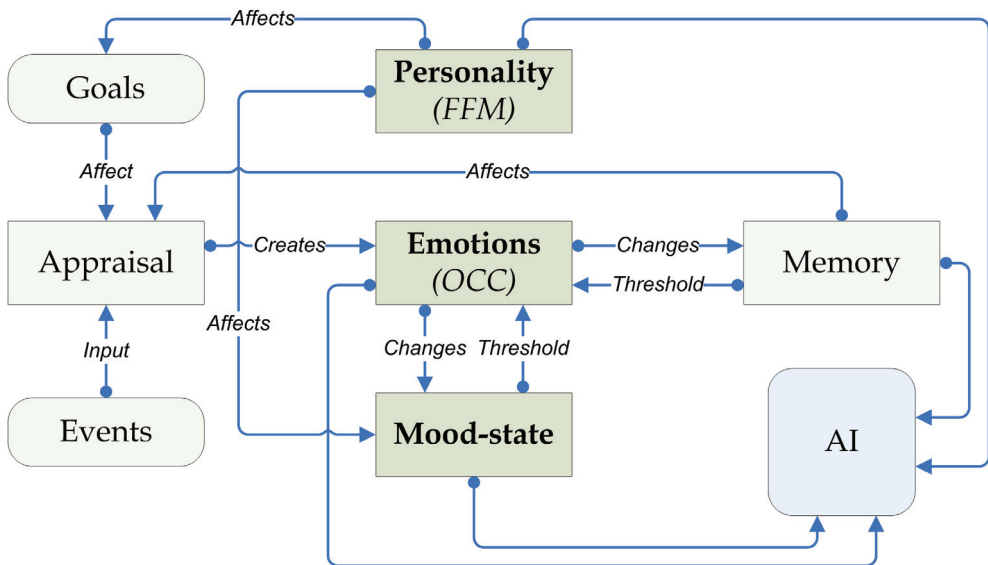 Affects
Personality
(FFM)
Goals
Affect
Affects
Appraisal
Creates
Emotions
(OCC)
Changes
Memory
Threshold
Affects
Input
Changes
Threshold
Events
Mood-state
AI